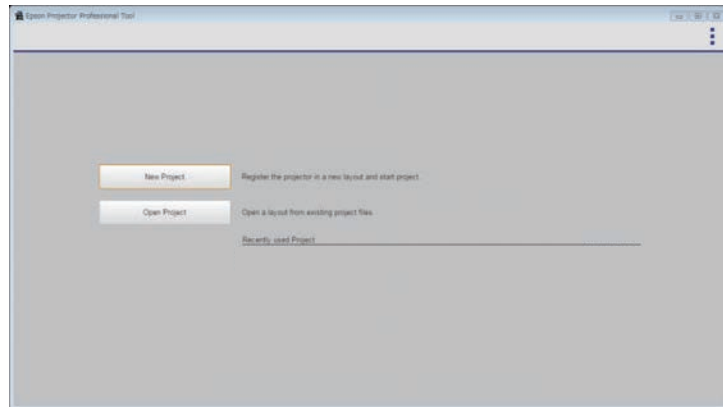 Epson Projector Professional Tool
New Project
Register the projector in a new layout and start project.
Open Project
Open a layout from existing project files.
Recently used Project